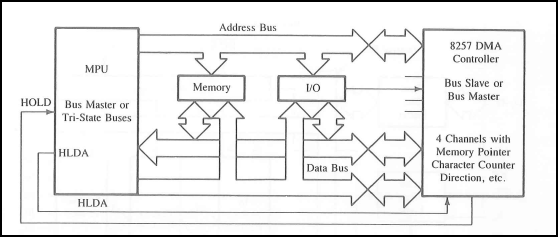 Address Bus
MPU
Bus Master or
Tri-State Buses
HOLD
HLDA
HLDA
Memory
I/O
Data Bus
8257 DMA
Controller
Bus Slave or
Bus Master
4 Channels with
Memory Pointer
Character Counter
Direction, etc.